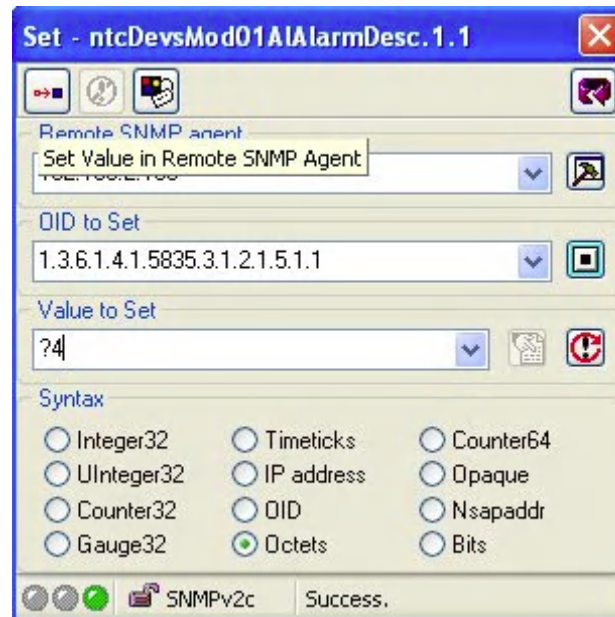 Set - ntcDevsMod01AlAlarmDesc.1.1
Remote SNMP agent
Set Value in Remote SNMP Agent
OID to Set
1.3.6.1.4.1.5835.3.1.2.1.5.1.1
Value to Set
?4
Syntax
Integer32 Timeticks Counter64
UInteger32 IP address Opaque
Counter32 OID Nsapaddr
Gauge32 Octets Bits
SNMPv2c Success.